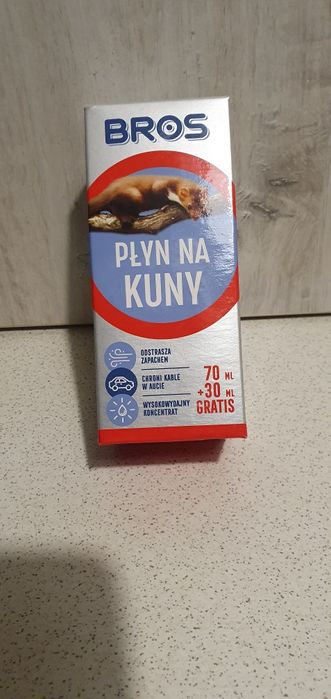 BROS
PŁYN NA
KUNY
ODSTRASZA
ZAPACHEM
CHRONI KABLE
W AUCIE
WYSOKOWYDAJNY
KONCENTRAT
70 ML
+30 ML
GRATIS